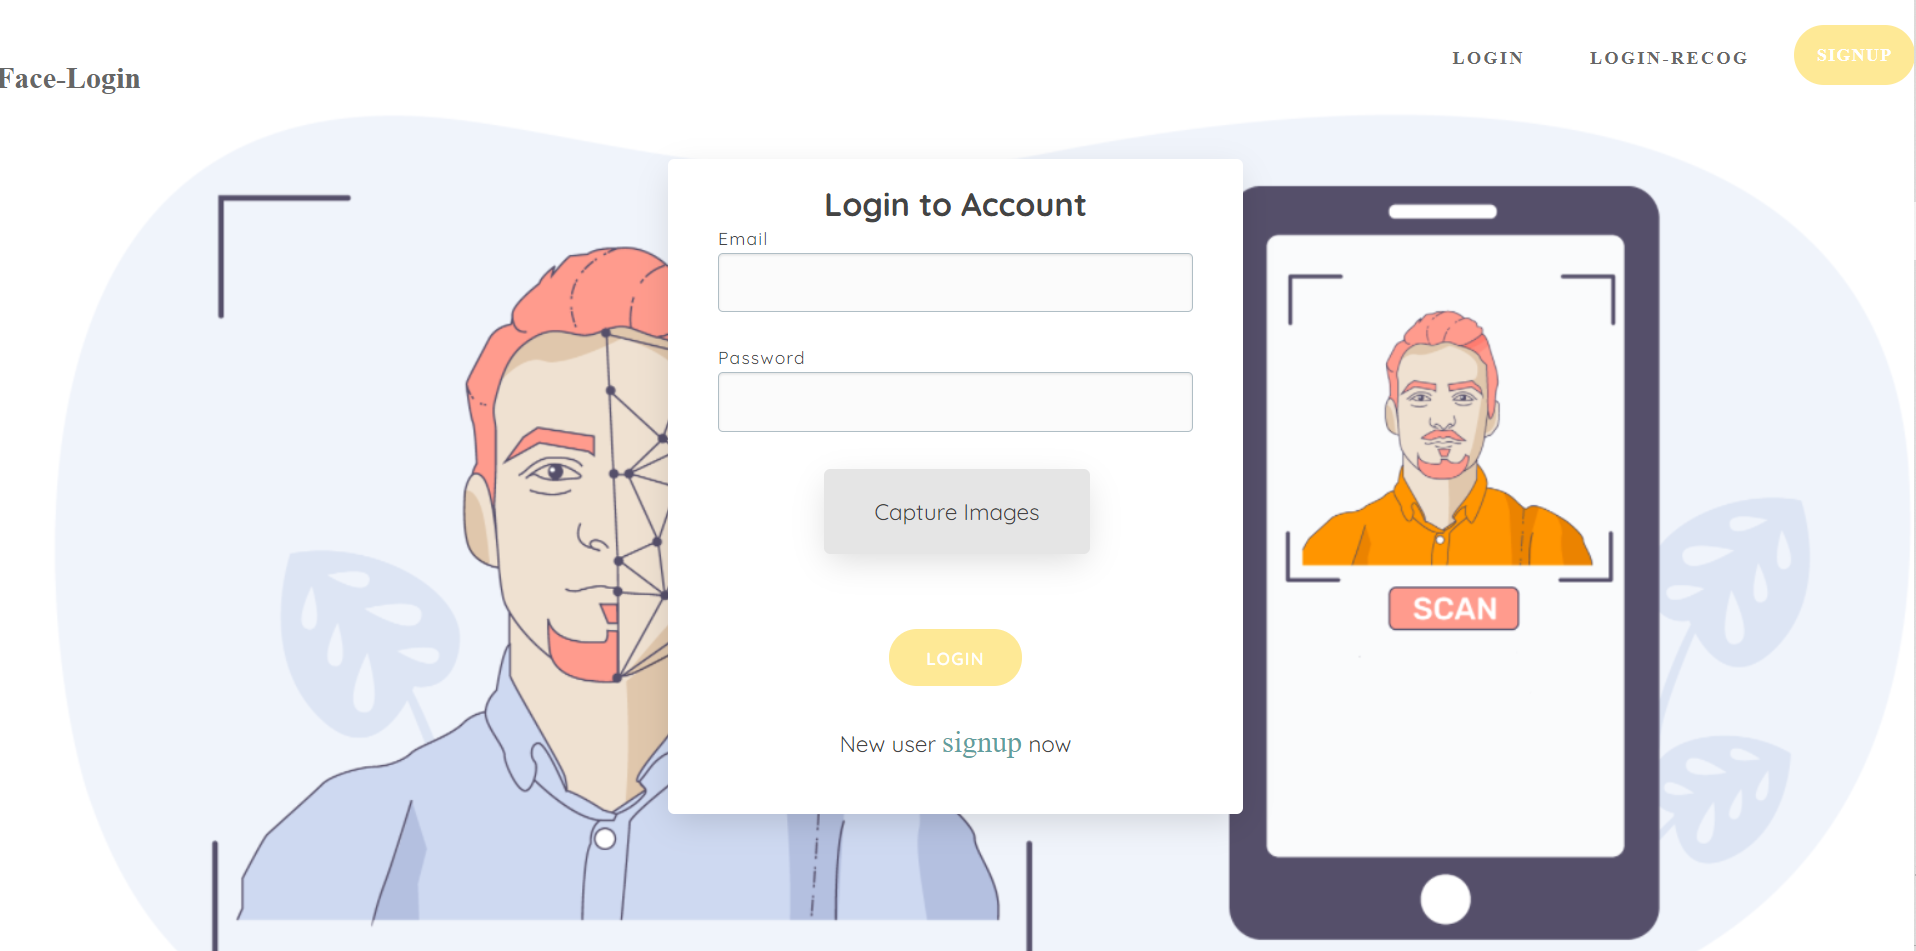 Face-Login
LOGIN
LOGIN-RECOG
SIGNUP
Login to Account
Email
Password
Capture Images
LOGIN
New user signup now
SCAN